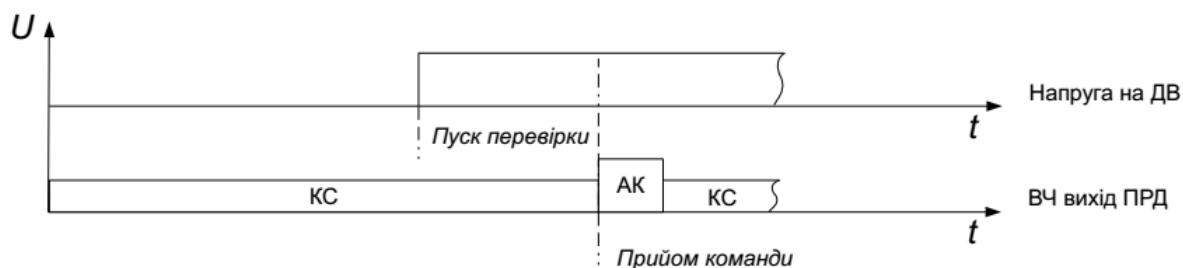 U
Напруга на ДВ
t
Пуск перевірки
КС
АК
КС
ВЧ вихід ПРД
t
Прийом команди